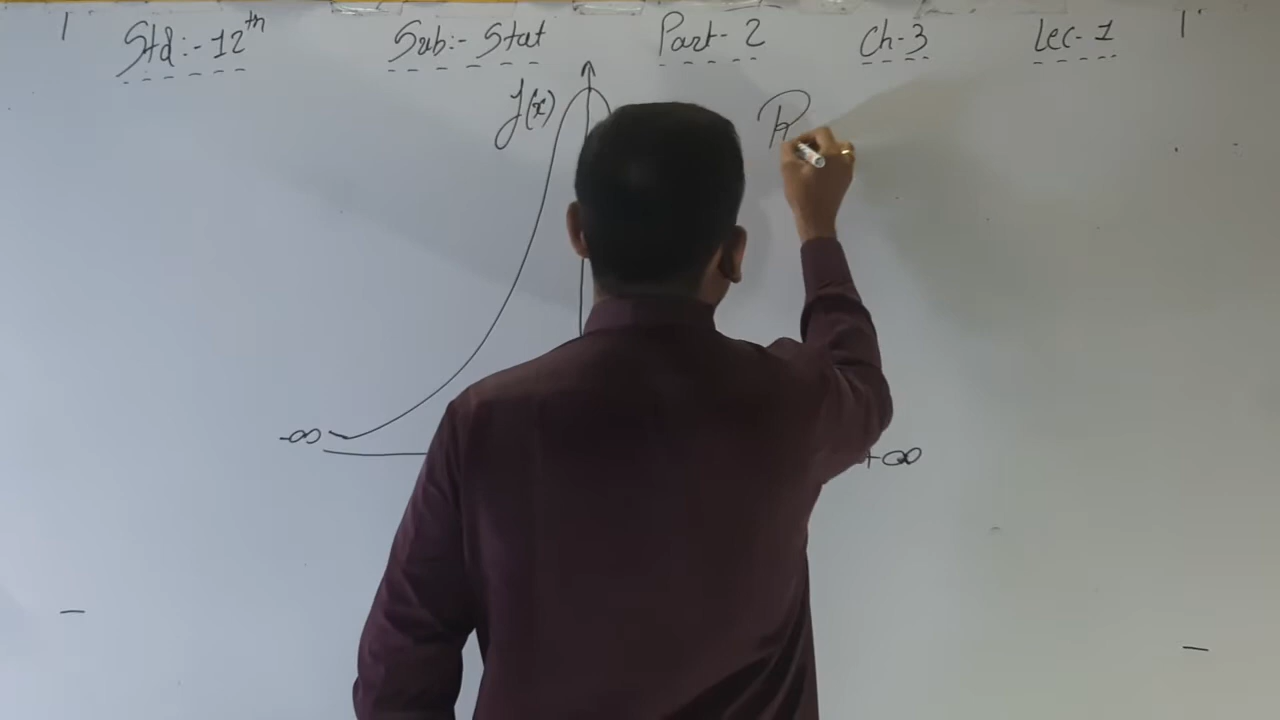 Std:- 12th Sub:- Stat Part-2 Ch-3 Lec-1
f(x)
-∞ +∞